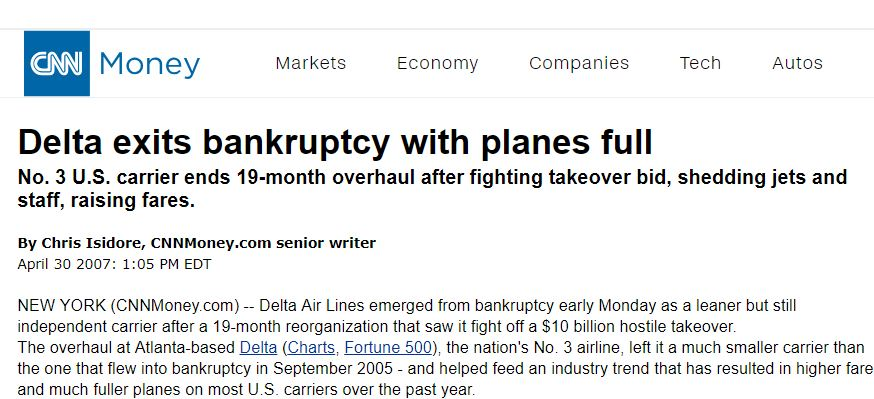 CNN Money Markets Economy Companies Tech Autos
Delta exits bankruptcy with planes full
No. 3 U.S. carrier ends 19-month overhaul after fighting takeover bid, shedding jets and
staff, raising fares.
By Chris Isidore, CNNMoney.com senior writer
April 30 2007: 1:05 PM EDT
NEW YORK (CNNMoney.com) -- Delta Air Lines emerged from bankruptcy early Monday as a leaner but still
independent carrier after a 19-month reorganization that saw it fight off a $10 billion hostile takeover.
The overhaul at Atlanta-based Delta (Charts, Fortune 500), the nation's No. 3 airline, left it a much smaller carrier than
the one that flew into bankruptcy in September 2005 - and helped feed an industry trend that has resulted in higher fare
and much fuller planes on most U.S. carriers over the past year.